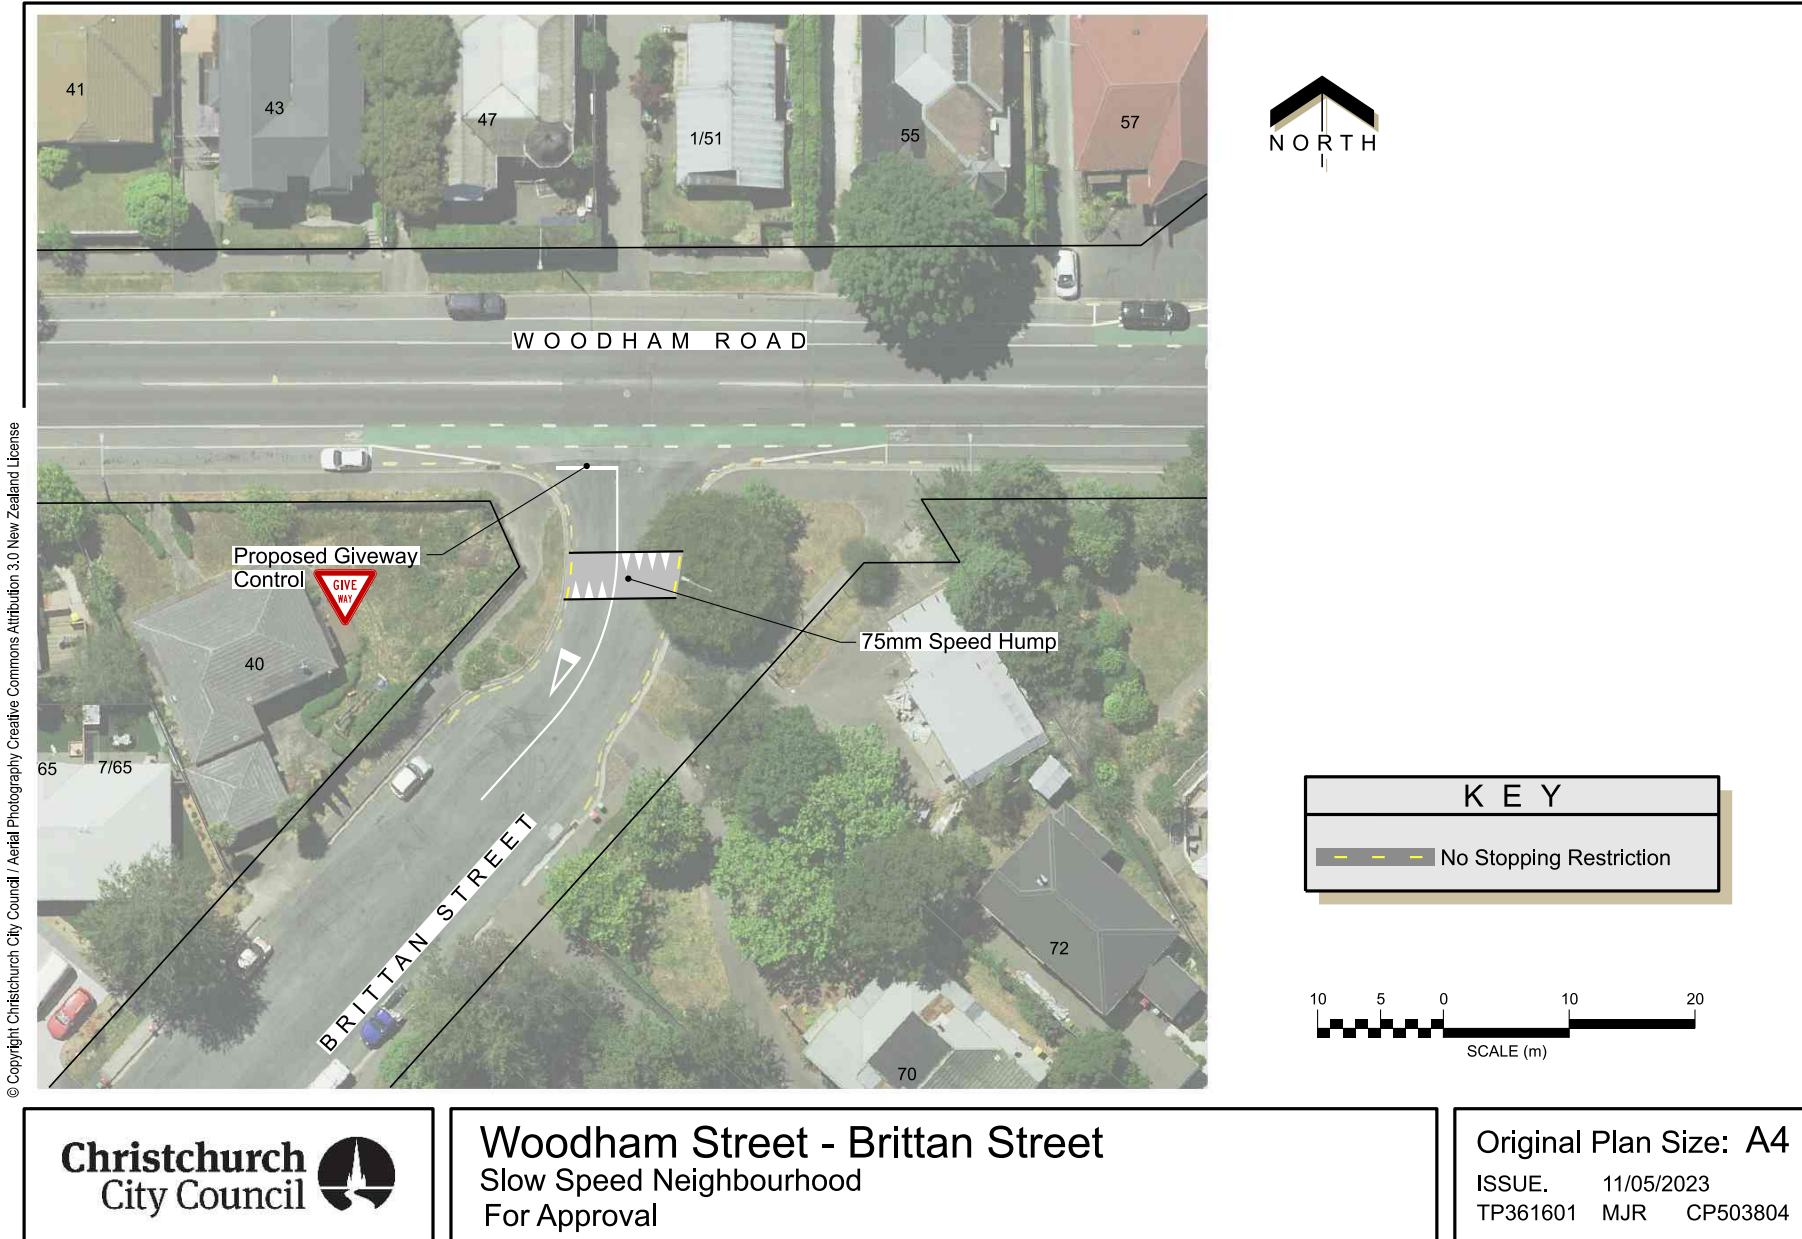 41
43
47
1/51
55
57
NORTH
WOODHAM ROAD
Proposed Giveway
Control
GIVE
WAY
75mm Speed Hump
40
65
7/65
BRITTAN STREET
72
70
© Copyright Christchurch City Council / Aerial Photography Creative Commons Attribution 3.0 New Zealand License
KEY
No Stopping Restriction
10 5 0 10 20
SCALE (m)
Christchurch
City Council
Woodham Street - Brittan Street
Slow Speed Neighbourhood
For Approval
Original Plan Size: A4
ISSUE. 11/05/2023
TP361601 MJR CP503804